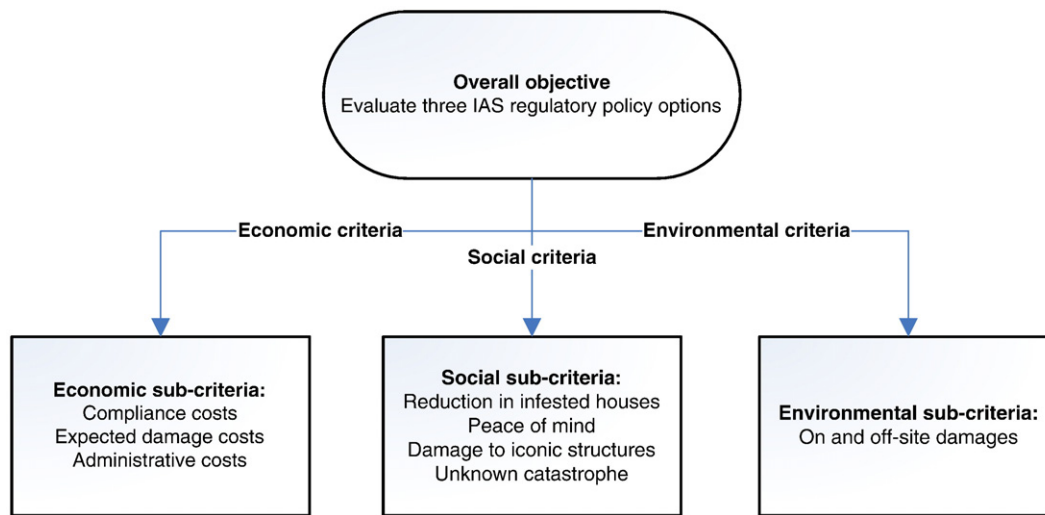 Overall objective
Evaluate three IAS regulatory policy options
Economic criteria
Environmental criteria
Social criteria
Economic sub-criteria:
Compliance costs
Expected damage costs
Administrative costs
Social sub-criteria:
Reduction in infested houses
Peace of mind
Damage to iconic structures
Unknown catastrophe
Environmental sub-criteria:
On and off-site damages